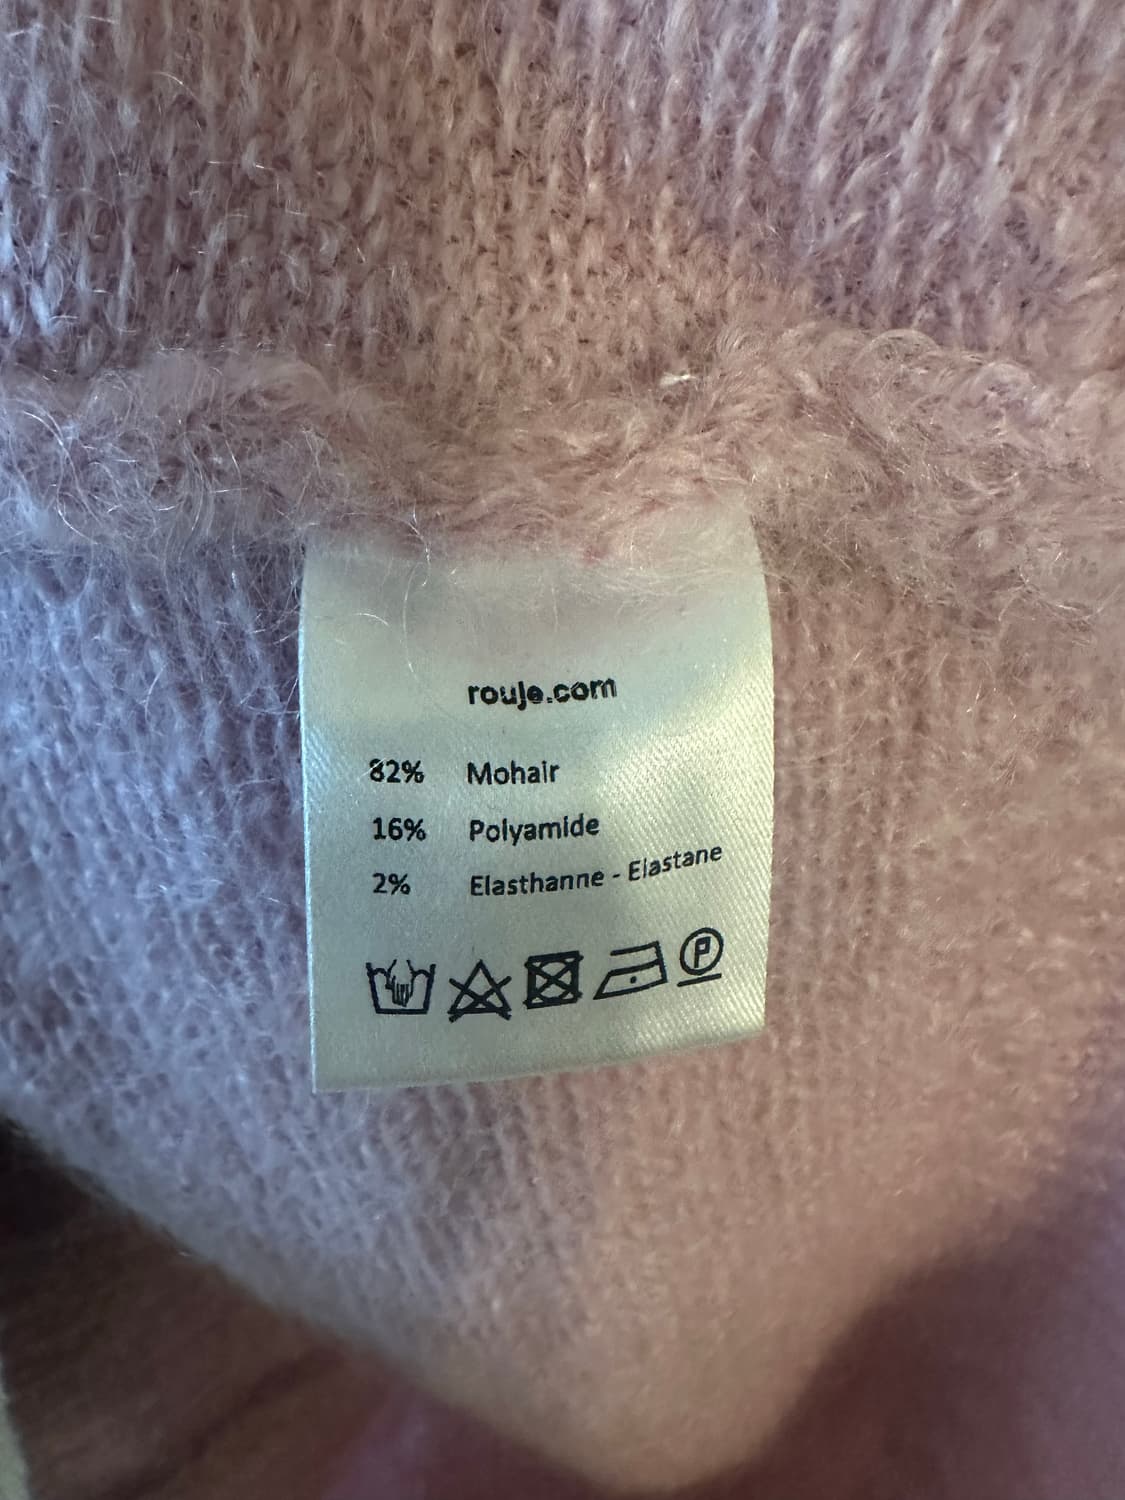 rouje.com
82% Mohair
16% Polyamide
2% Elasthanne - Elastane
P